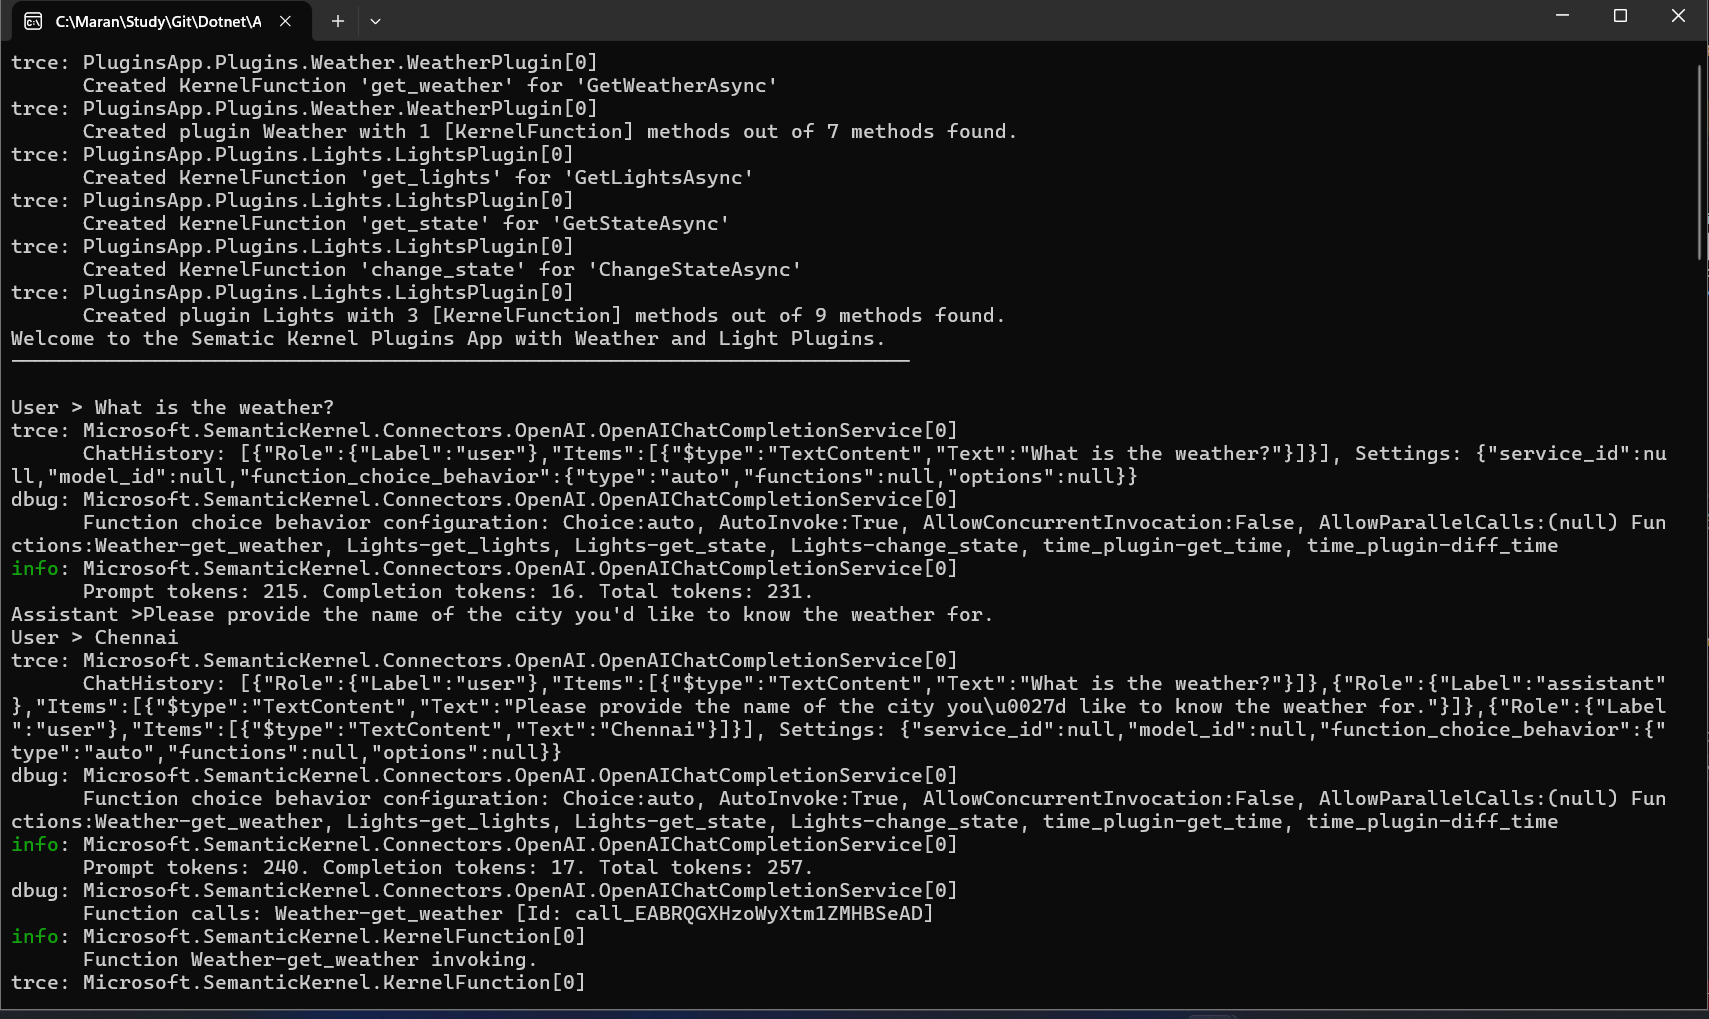 C:\Maran\Study\Git\Dotnet\A
trce: PluginsApp.Plugins.Weather.WeatherPlugin[0]
Created KernelFunction 'get_weather' for 'GetWeatherAsync'
trce: PluginsApp.Plugins.Weather.WeatherPlugin[0]
Created plugin Weather with 1 [KernelFunction] methods out of 7 methods found.
trce: PluginsApp.Plugins.Lights.LightsPlugin[0]
Created KernelFunction 'get_lights' for 'GetLightsAsync'
trce: PluginsApp.Plugins.Lights.LightsPlugin[0]
Created KernelFunction 'get_state' for 'GetStateAsync'
trce: PluginsApp.Plugins.Lights.LightsPlugin[0]
Created KernelFunction 'change_state' for 'ChangeStateAsync'
trce: PluginsApp.Plugins.Lights.LightsPlugin[0]
Created plugin Lights with 3 [KernelFunction] methods out of 9 methods found.
Welcome to the Sematic Kernel Plugins App with Weather and Light Plugins.
User > What is the weather?
trce: Microsoft.SemanticKernel.Connectors.OpenAI.OpenAIChatCompletionService[0]
ChatHistory: [{"Role":{"Label":"user"},"Items":[{"$type":"TextContent","Text":"What is the weather?"}]}], Settings: {"service_id":nu
ll,"model_id":null,"function_choice_behavior":{"type":"auto","functions":null,"options":null}}
dbug: Microsoft.SemanticKernel.Connectors.OpenAI.OpenAIChatCompletionService[0]
Function choice behavior configuration: Choice:auto, AutoInvoke:True, AllowConcurrentInvocation:False, AllowParallelCalls:(null) Fun
ctions:Weather-get_weather, Lights-get_lights, Lights-get_state, Lights-change_state, time_plugin-get_time, time_plugin-diff_time
info: Microsoft.SemanticKernel.Connectors.OpenAI.OpenAIChatCompletionService[0]
Prompt tokens: 215. Completion tokens: 16. Total tokens: 231.
Assistant >Please provide the name of the city you'd like to know the weather for.
User > Chennai
trce: Microsoft.SemanticKernel.Connectors.OpenAI.OpenAIChatCompletionService[0]
ChatHistory: [{"Role":{"Label":"user"},"Items":[{"$type":"TextContent","Text":"What is the weather?"}]},{"Role":{"Label":"assistant"
},"Items":[{"$type":"TextContent","Text":"Please provide the name of the city you\u0027d like to know the weather for."}]},{"Role":{"Label
":"user"},"Items":[{"$type":"TextContent","Text":"Chennai"}]}], Settings: {"service_id":null,"model_id":null,"function_choice_behavior":{"
type":"auto","functions":null,"options":null}}
dbug: Microsoft.SemanticKernel.Connectors.OpenAI.OpenAIChatCompletionService[0]
Function choice behavior configuration: Choice:auto, AutoInvoke:True, AllowConcurrentInvocation:False, AllowParallelCalls:(null) Fun
ctions:Weather-get_weather, Lights-get_lights, Lights-get_state, Lights-change_state, time_plugin-get_time, time_plugin-diff_time
info: Microsoft.SemanticKernel.Connectors.OpenAI.OpenAIChatCompletionService[0]
Prompt tokens: 240. Completion tokens: 17. Total tokens: 257.
dbug: Microsoft.SemanticKernel.Connectors.OpenAI.OpenAIChatCompletionService[0]
Function calls: Weather-get_weather [Id: call_EABRQGXHzoWyXtm1ZMHBSeAD]
info: Microsoft.SemanticKernel.KernelFunction[0]
Function Weather-get_weather invoking.
trce: Microsoft.SemanticKernel.KernelFunction[0]